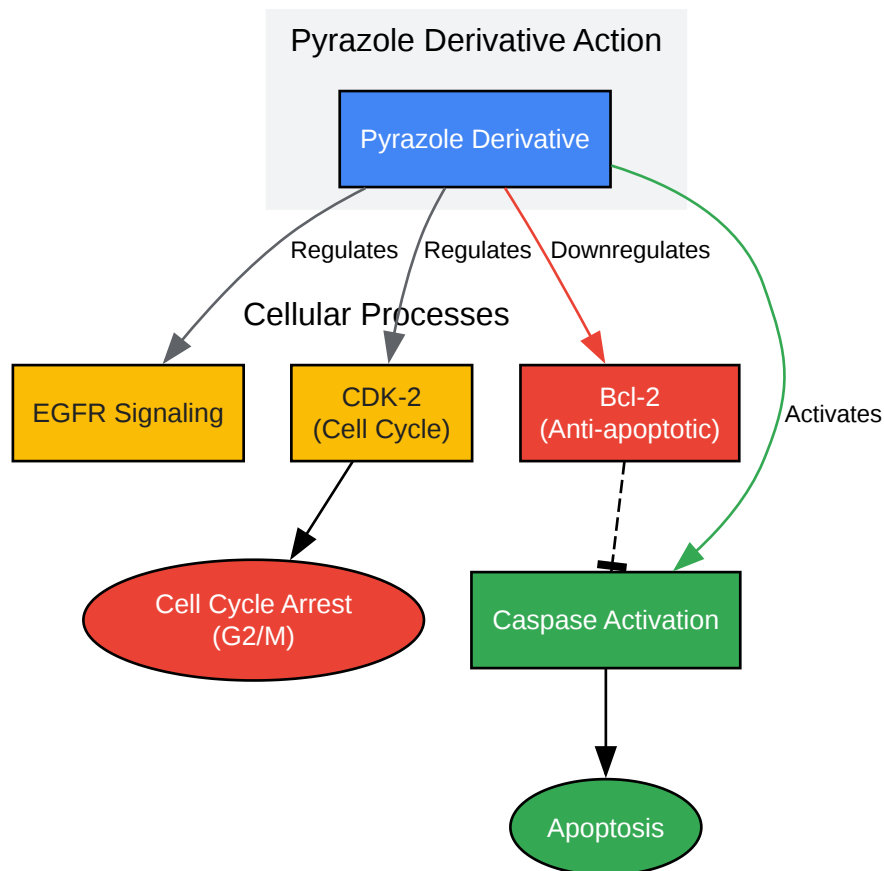 Pyrazole Derivative Action
Pyrazole Derivative
Regulates
Regulates
Downregulates
Cellular Processes
EGFR Signaling
CDK-2
(Cell Cycle)
Bcl-2
(Anti-apoptotic)
Activates
Cell Cycle Arrest
(G2/M)
Caspase Activation
Apoptosis